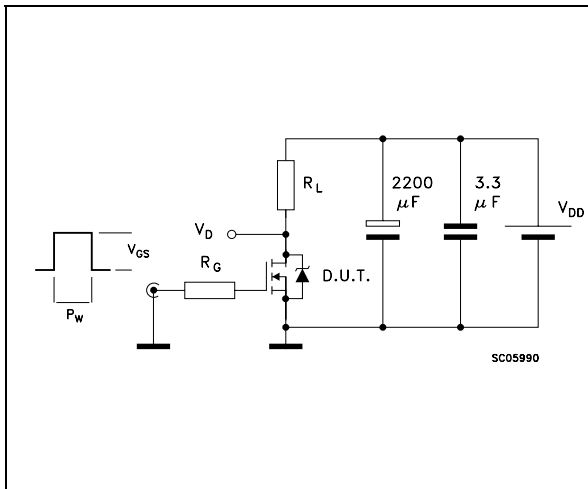 R_L
2200
μF
3.3
μF
V_DD
V_D
V_GS
R_G
D.U.T.
P_W
SC05990